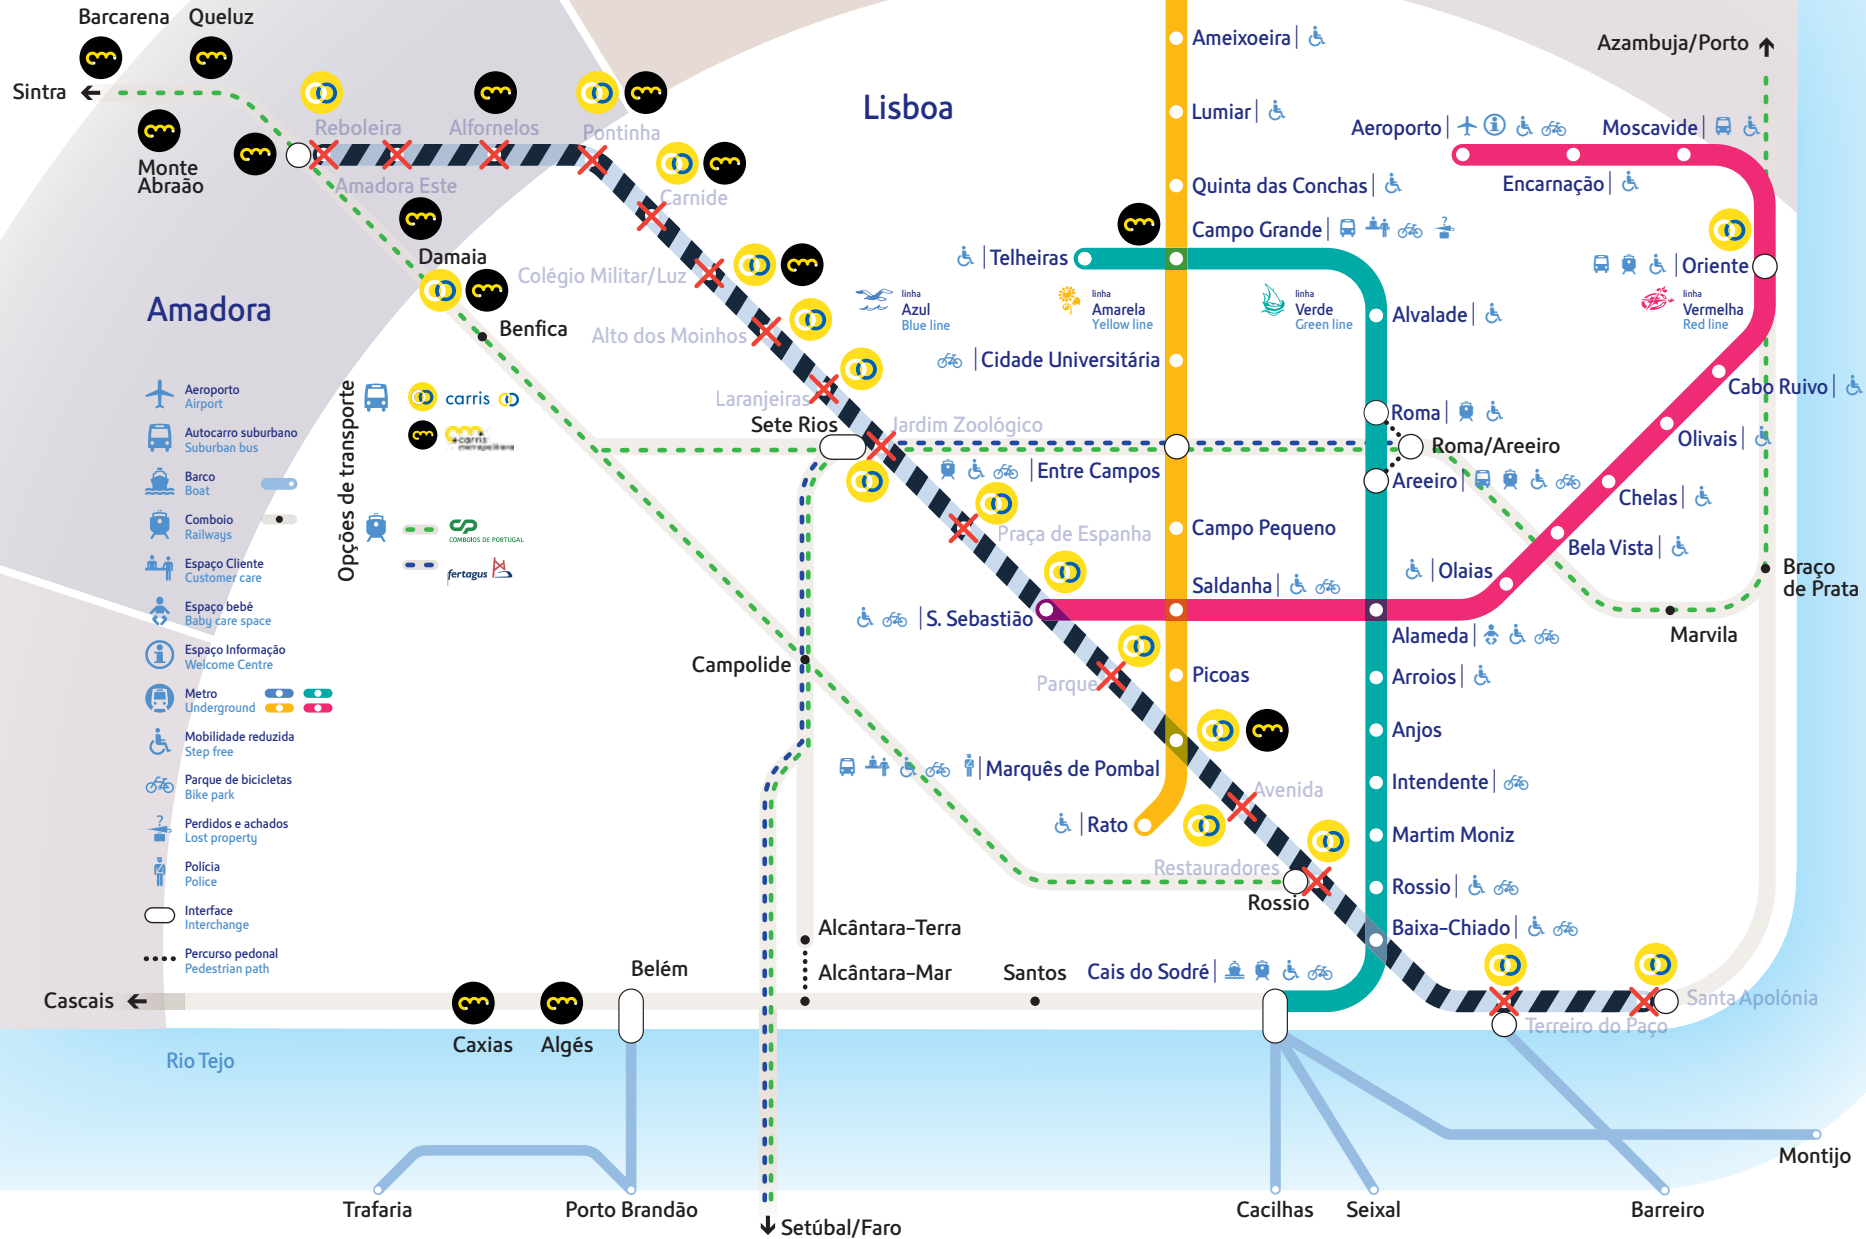 Barcarena
Queluz
Sintra
Monte
Abraão
Reboleira
Alfornelos
Pontinha
Amadora Este
Carnide
Damaia
Colégio Militar/Luz
Benfica
Alto dos Moinhos
Laranjeiras
Sete Rios
Jardim Zoológico
Amadora
Lisboa
Ameixoeira
Lumiar
Quinta das Conchas
Campo Grande
Telheiras
linha
Azul
Blue line
linha
Amarela
Yellow line
linha
Verde
Green line
linha
Vermelha
Red line
Azambuja/Porto
Aeroporto
Moscavide
Encarnação
Oriente
Alvalade
Cidade Universitária
Cabo Ruivo
Roma
Roma/Areeiro
Olivais
Entre Campos
Areeiro
Chelas
Praça de Espanha
Campo Pequeno
Bela Vista
Olaias
Braço
de Prata
Saldanha
S. Sebastião
Alameda
Marvila
Campolide
Parque
Picoas
Arroios
Anjos
Marquês de Pombal
Intendente
Avenida
Rato
Martim Moniz
Restauradores
Rossio
Rossio
Baixa-Chiado
Alcântara-Terra
Alcântara-Mar
Santos
Cais do Sodré
Santa Apolónia
Terreiro do Paço
Belém
Cascais
Caxias
Algés
Rio Tejo
Trafaria
Porto Brandão
Setúbal/Faro
Cacilhas
Seixal
Barreiro
Montijo
Aeroporto
Airport
Autocarro suburbano
Suburban bus
Barco
Boat
Comboio
Railways
Espaço Cliente
Customer care
Espaço bebé
Baby care space
Espaço Informação
Welcome Centre
Metro
Underground
Mobilidade reduzida
Step free
Parque de bicicletas
Bike park
Perdidos e achados
Lost property
Polícia
Police
Interface
Interchange
Percurso pedonal
Pedestrian path
Opções de transporte
carris
carris
metropolitana
CP
COMBOIOS DE PORTUGAL
fertagus